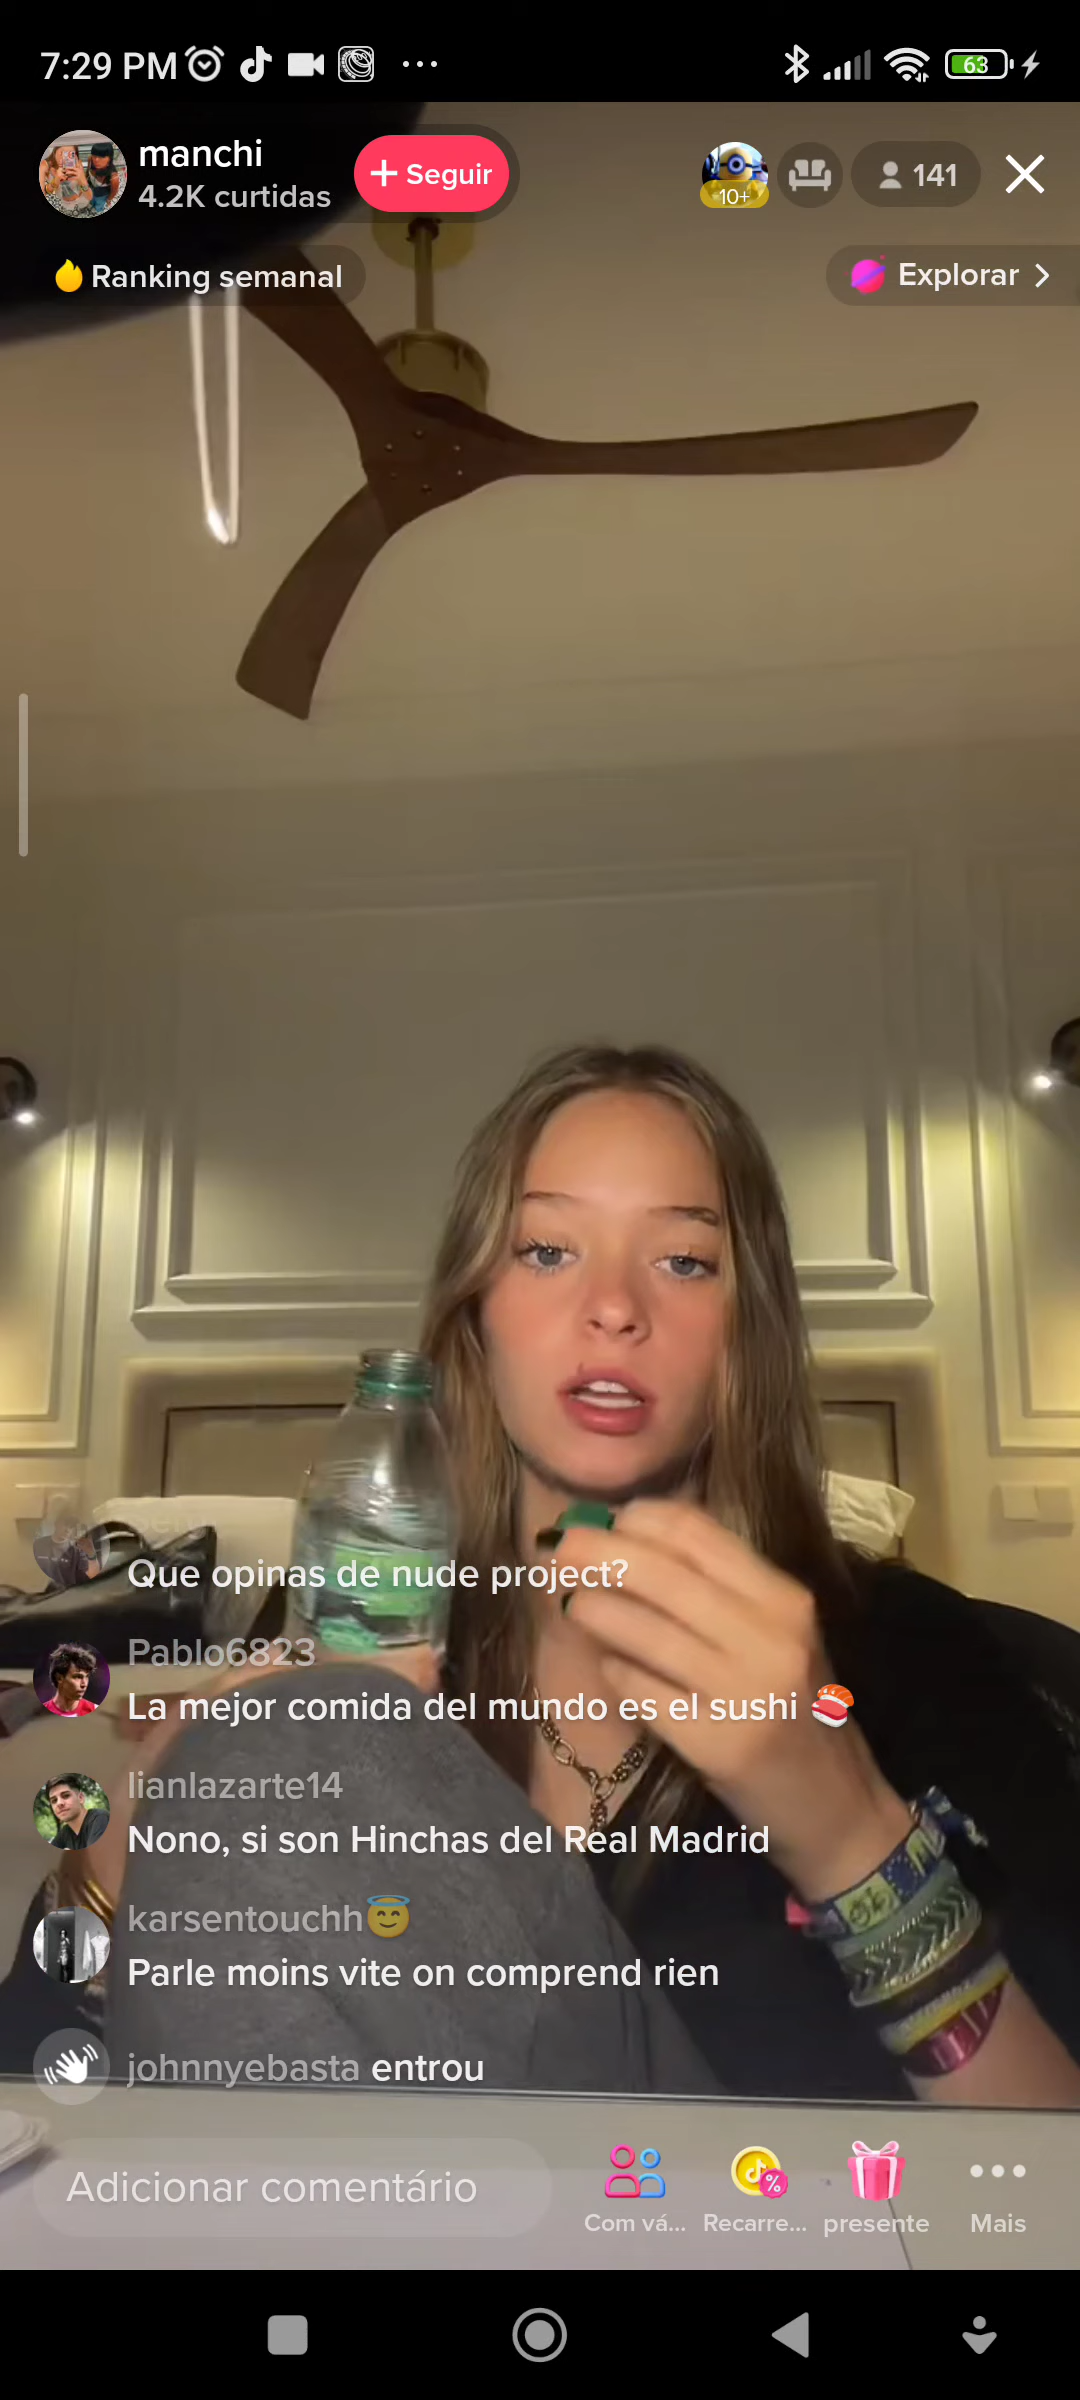 7:29 PM
63
manchi
4.2K curtidas
+ Seguir
10+
141
Ranking semanal
Explorar
Que opinas de nude project?
Pablo6823
La mejor comida del mundo es el sushi 🍣
lianlazarte14
Nono, si son Hinchas del Real Madrid
karsentouchh😇
Parle moins vite on comprend rien
johnnyebasta entrou
Adicionar comentário
Com vá...
Recarre...
presente
Mais